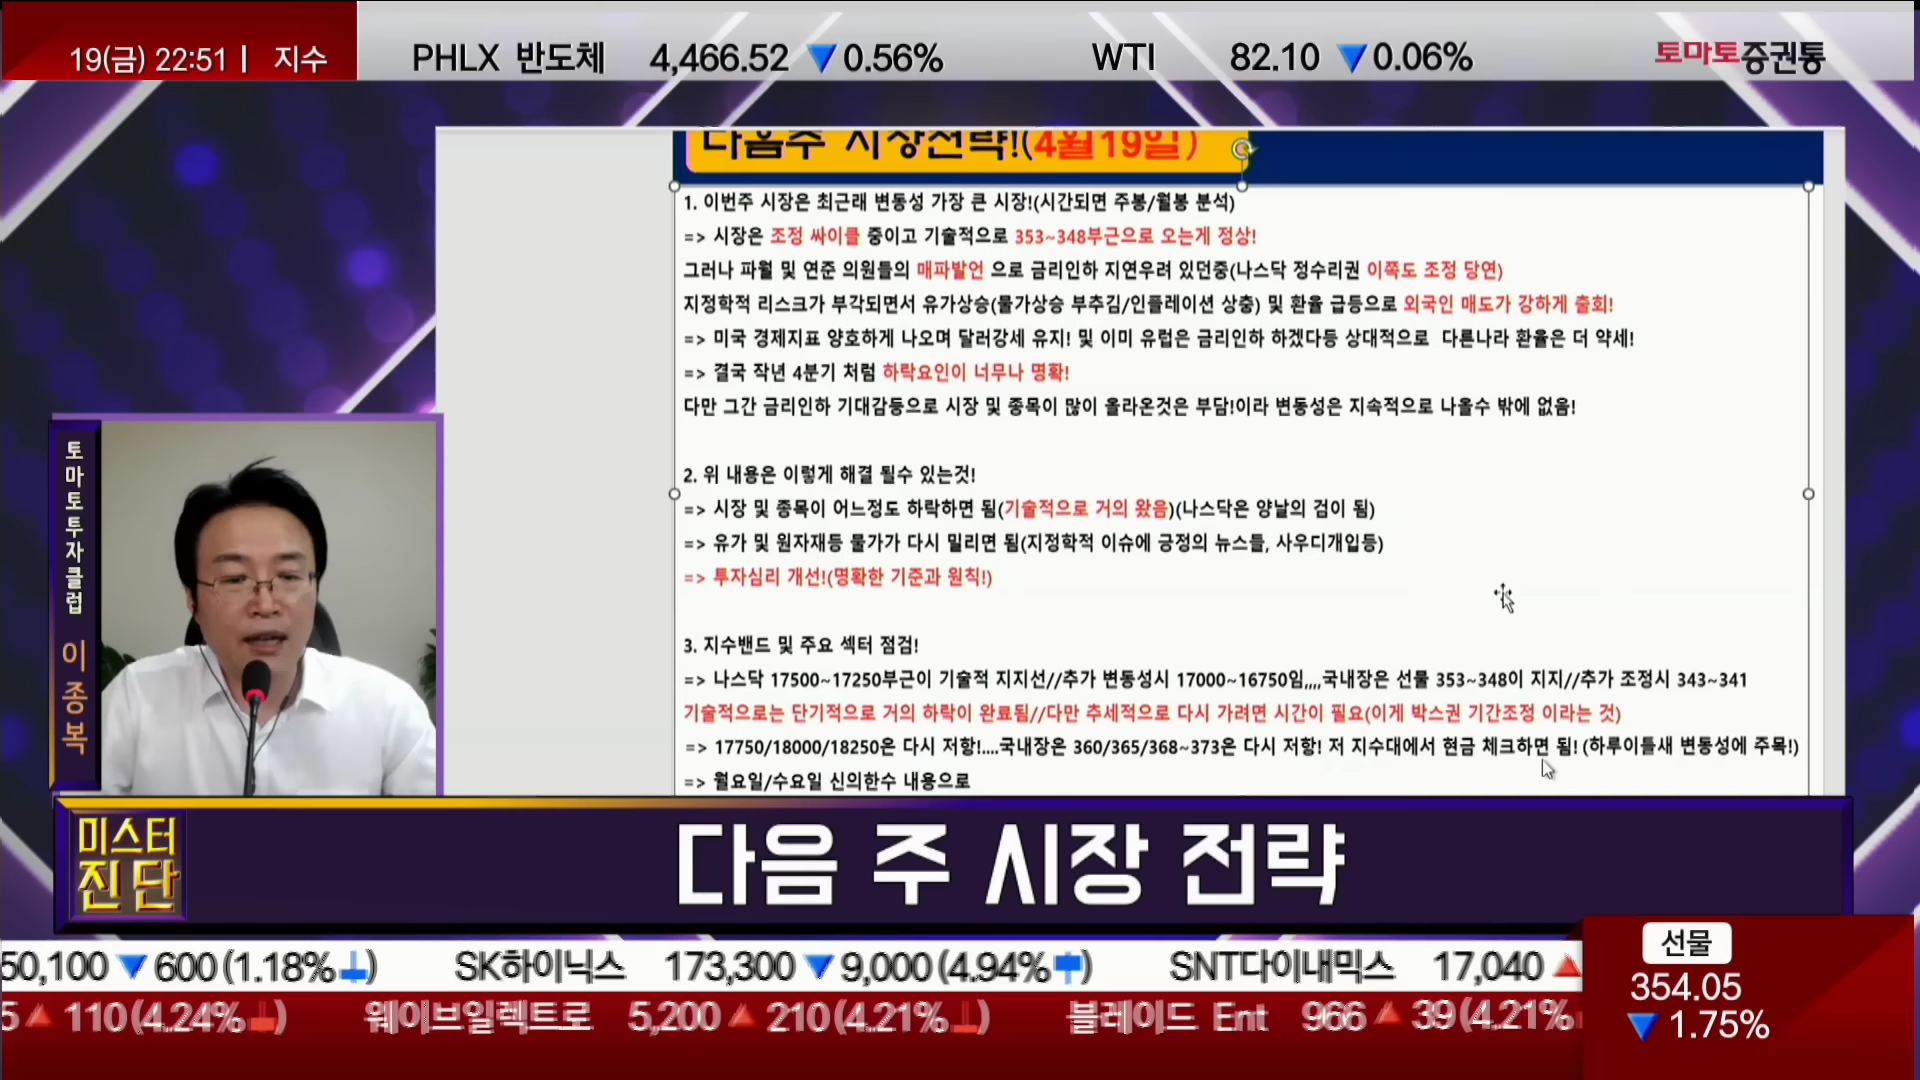 19(금) 22:51 | 지수
PHLX 반도체 4,466.52 ▼0.56% WTI 82.10 ▼0.06%
토마토증권통
다음주 시장전략!(4월19일)
1. 이번주 시장은 최근래 변동성 가장 큰 시장!(시간되면 주봉/월봉 분석)
=> 시장은 조정 싸이클 중이고 기술적으로 353~348부근으로 오는게 정상!
그러나 파월 및 연준 의원들의 매파발언 으로 금리인하 지연우려 있던중(나스닥 정수리권 이쪽도 조정 당연)
지정학적 리스크가 부각되면서 유가상승(물가상승 부추김/인플레이션 상충) 및 환율 급등으로 외국인 매도가 강하게 출회!
=> 미국 경제지표 양호하게 나오며 달러강세 유지! 및 이미 유럽은 금리인하 하겠다등 상대적으로 다른나라 환율은 더 약세!
=> 결국 작년 4분기 처럼 하락요인이 너무나 명확!
다만 그간 금리인하 기대감등으로 시장 및 종목이 많이 올라온것은 부담!이라 변동성은 지속적으로 나올수 밖에 없음!
2. 위 내용은 이렇게 해결 될수 있는것!
=> 시장 및 종목이 어느정도 하락하면 됨(기술적으로 거의 왔음)(나스닥은 양날의 검이 됨)
=> 유가 및 원자재등 물가가 다시 밀리면 됨(지정학적 이슈에 긍정의 뉴스들, 사우디개입등)
=> 투자심리 개선!(명확한 기준과 원칙!)
3. 지수밴드 및 주요 섹터 점검!
=> 나스닥 17500~17250부근이 기술적 지지선//추가 변동성시 17000~16750임,,,,국내장은 선물 353~348이 지지//추가 조정시 343~341
기술적으로는 단기적으로 거의 하락이 완료됨//다만 추세적으로 다시 가려면 시간이 필요(이게 박스권 기간조정 이라는 것)
=> 17750/18000/18250은 다시 저항!....국내장은 360/365/368~373은 다시 저항! 저 지수대에서 현금 체크하면 됨! (하루이틀새 변동성에 주목!)
=> 월요일/수요일 신의한수 내용으로
토마토투자클럽 이종복
미스터
진단
다음 주 시장 전략
50,100 ▼ 600(1.18%) SK하이닉스 173,300 ▼ 9,000(4.94%) SNT다이내믹스 17,040 ▲
5 ▲ 110(4.24%) 웨이브일렉트로 5,200 ▲ 210(4.21%) 블레이드 Ent 966 ▲ 39(4.21%
선물
354.05
▼ 1.75%